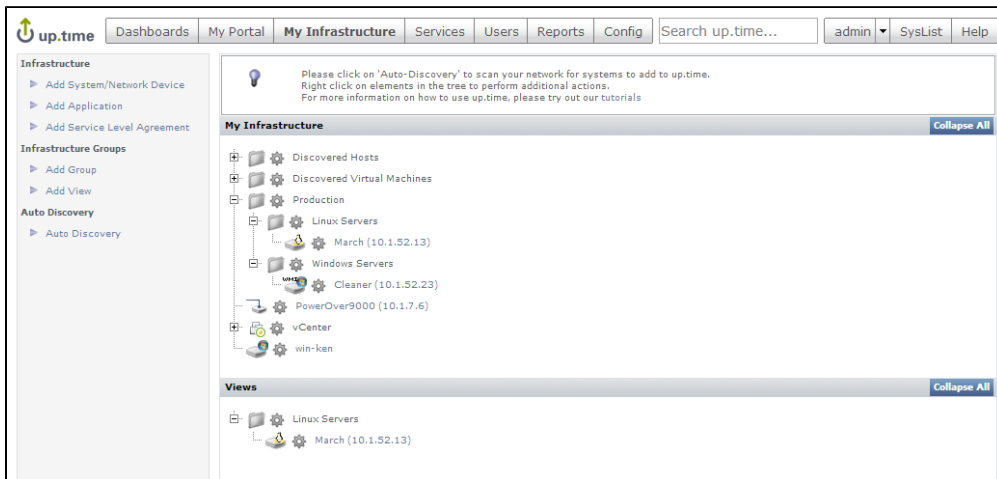 up.time
Dashboards
My Portal
My Infrastructure
Services
Users
Reports
Config
Search up.time...
admin
SysList
Help
Infrastructure
Add System/Network Device
Add Application
Add Service Level Agreement
Infrastructure Groups
Add Group
Add View
Auto Discovery
Auto Discovery
Please click on 'Auto-Discovery' to scan your network for systems to add to up.time.
Right click on elements in the tree to perform additional actions.
For more information on how to use up.time, please try out our tutorials
My Infrastructure
Collapse All
Discovered Hosts
Discovered Virtual Machines
Production
Linux Servers
March (10.1.52.13)
Windows Servers
WMI
Cleaner (10.1.52.23)
PowerOver9000 (10.1.7.6)
vCenter
win-ken
Views
Collapse All
Linux Servers
March (10.1.52.13)